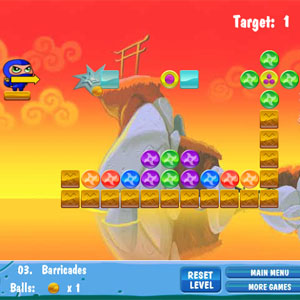 Target: 1
03. Barricades
Balls: x 1
RESET LEVEL
MAIN MENU
MORE GAMES